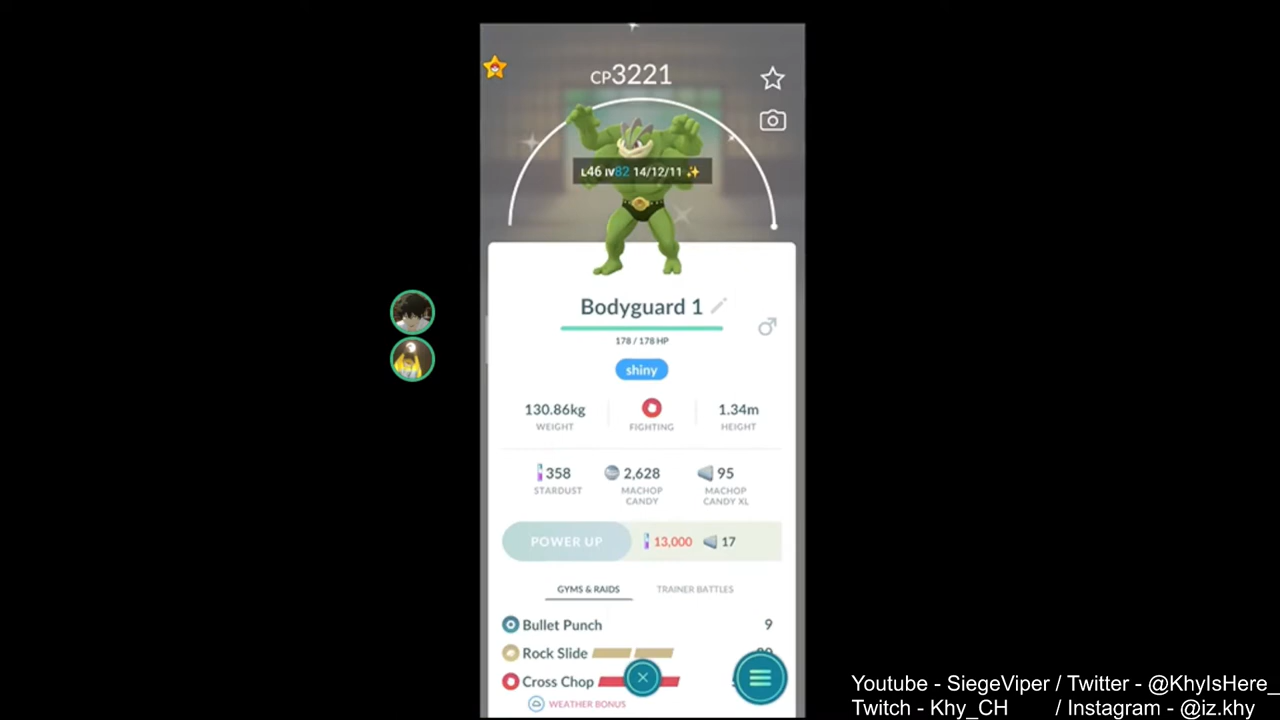 CP3221
L46 IV82 14/12/11
Bodyguard 1
178 / 178 HP
shiny
130.86kg
WEIGHT
FIGHTING
1.34m
HEIGHT
358
STARDUST
2,628
MACHOP
CANDY
95
MACHOP
CANDY XL
POWER UP 13,000 17
GYMS & RAIDS TRAINER BATTLES
Bullet Punch 9
Rock Slide
Cross Chop
WEATHER BONUS
Youtube - SiegeViper / Twitter - @KhyIsHere_
Twitch - Khy_CH / Instagram - @iz.khy